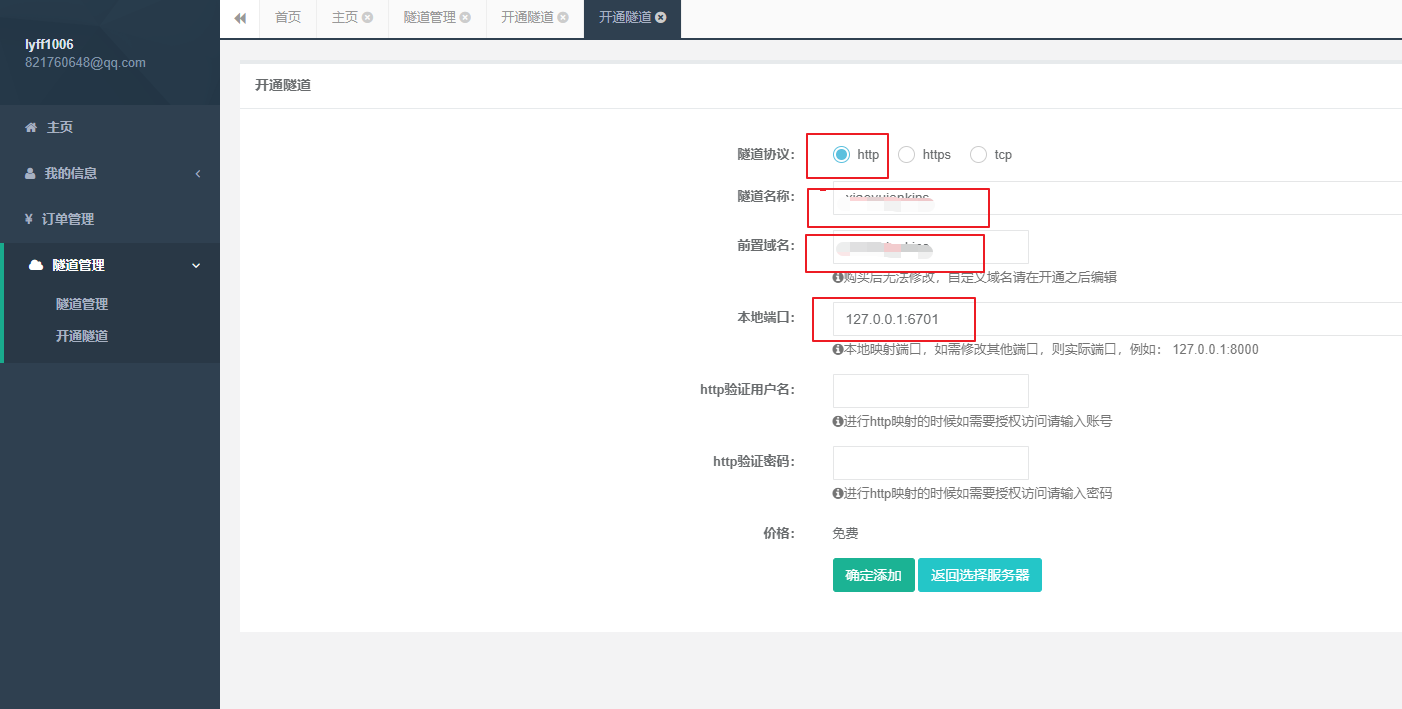 lyff1006
821760648@qq.com
主页
我的信息
¥ 订单管理
隧道管理
隧道管理
开通隧道
首页 主页 隧道管理 开通隧道 开通隧道
开通隧道
隧道协议： http https tcp
隧道名称：
前置域名：
购买后无法修改，自定义域名请在开通之后编辑
本地端口： 127.0.0.1:6701
本地映射端口，如需修改其他端口，则实际端口，例如： 127.0.0.1:8000
http验证用户名：
进行http映射的时候如需要授权访问请输入账号
http验证密码：
进行http映射的时候如需要授权访问请输入密码
价格： 免费
确定添加 返回选择服务器